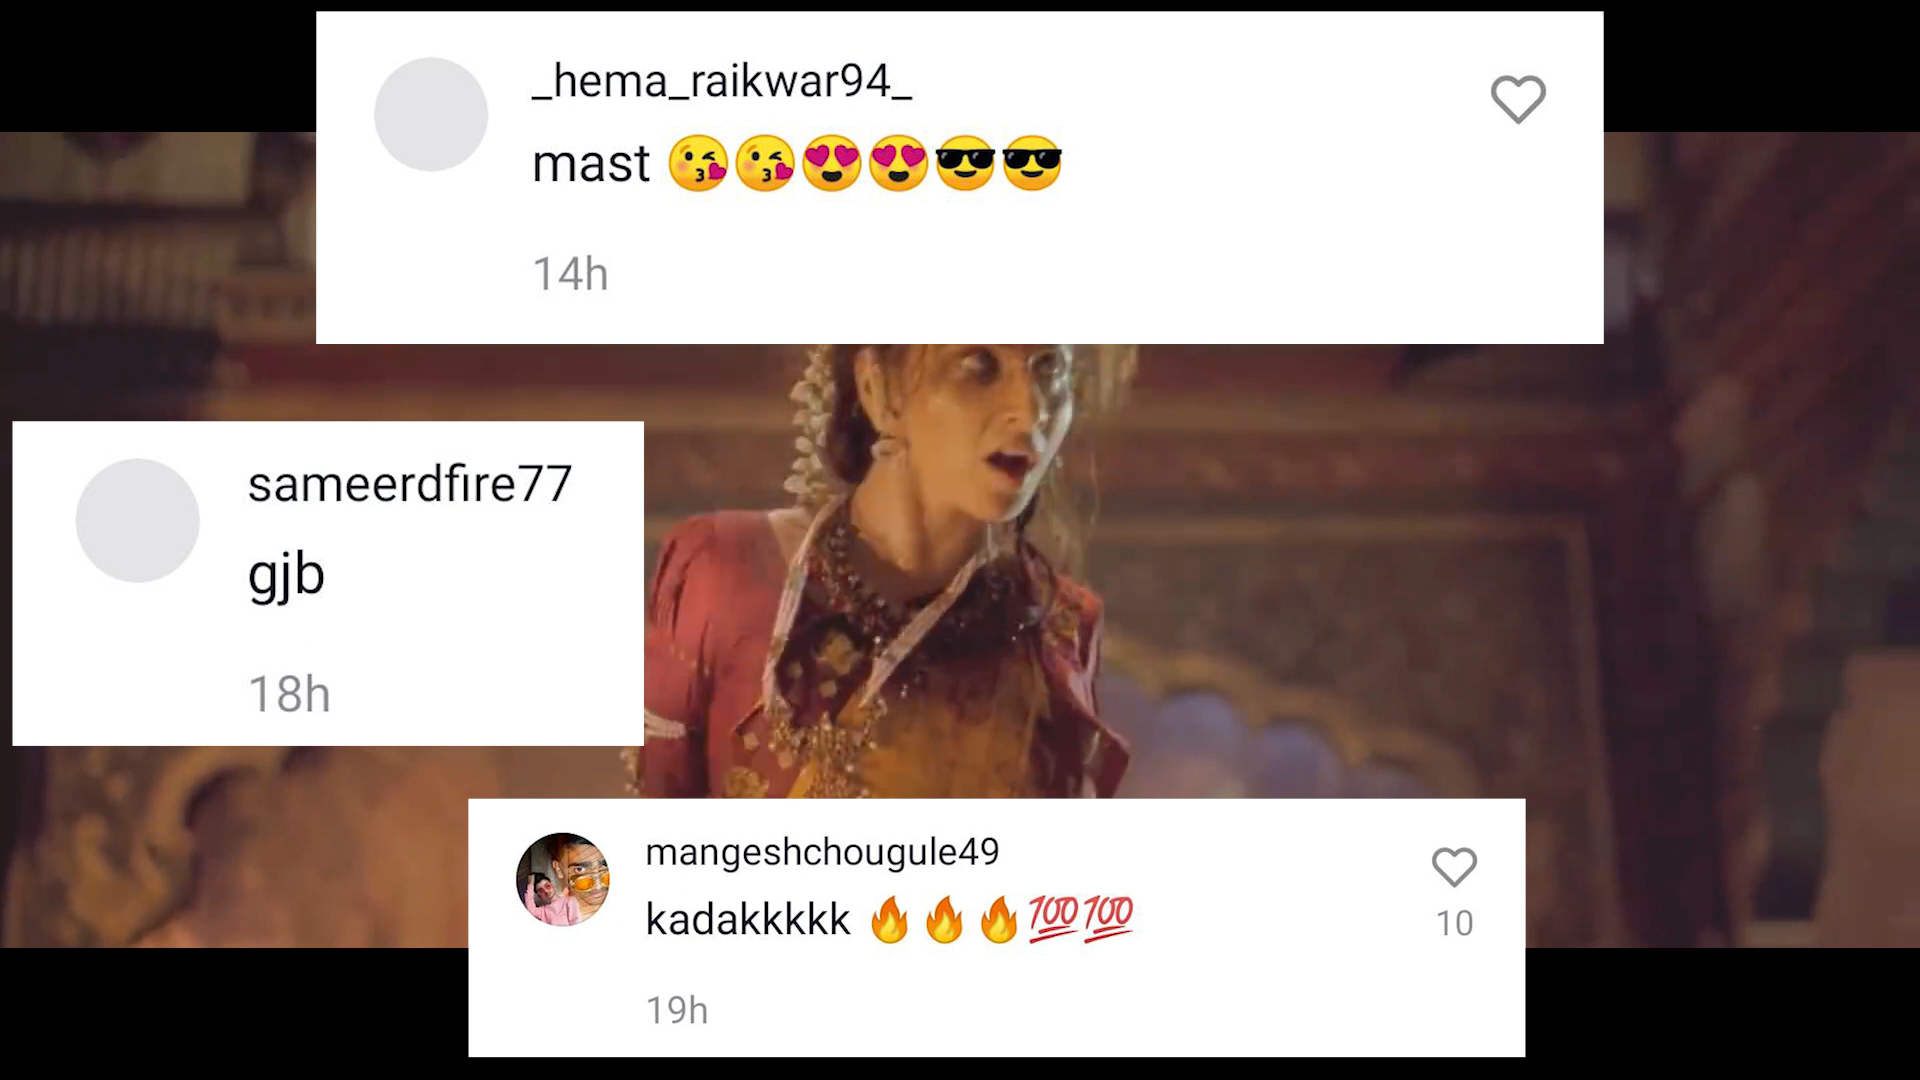 _hema_raikwar94_
mast 😘😘😍😍😎😎
14h
sameerdfire77
gjb
18h
mangeshchougule49
kadakkkkk 🔥🔥🔥💯💯
10
19h